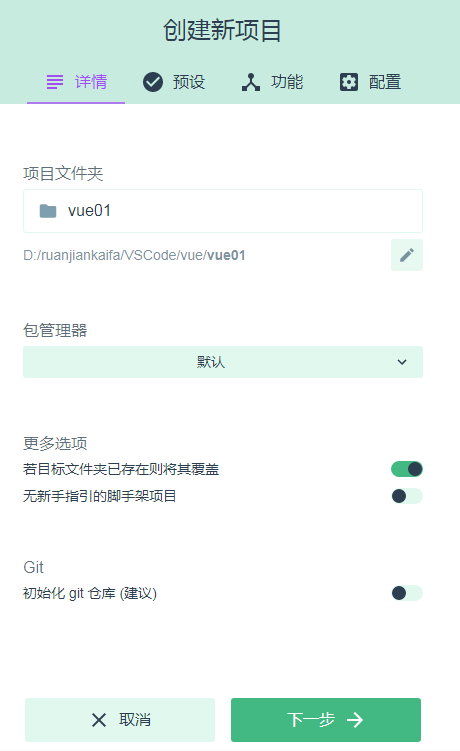 创建新项目
详情 预设 功能 配置
项目文件夹
vue01
D:/ruanjiankaifa/VSCode/vue/vue01
包管理器
默认
更多选项
若目标文件夹已存在则将其覆盖
无新手指引的脚手架项目
Git
初始化 git 仓库 (建议)
取消 下一步